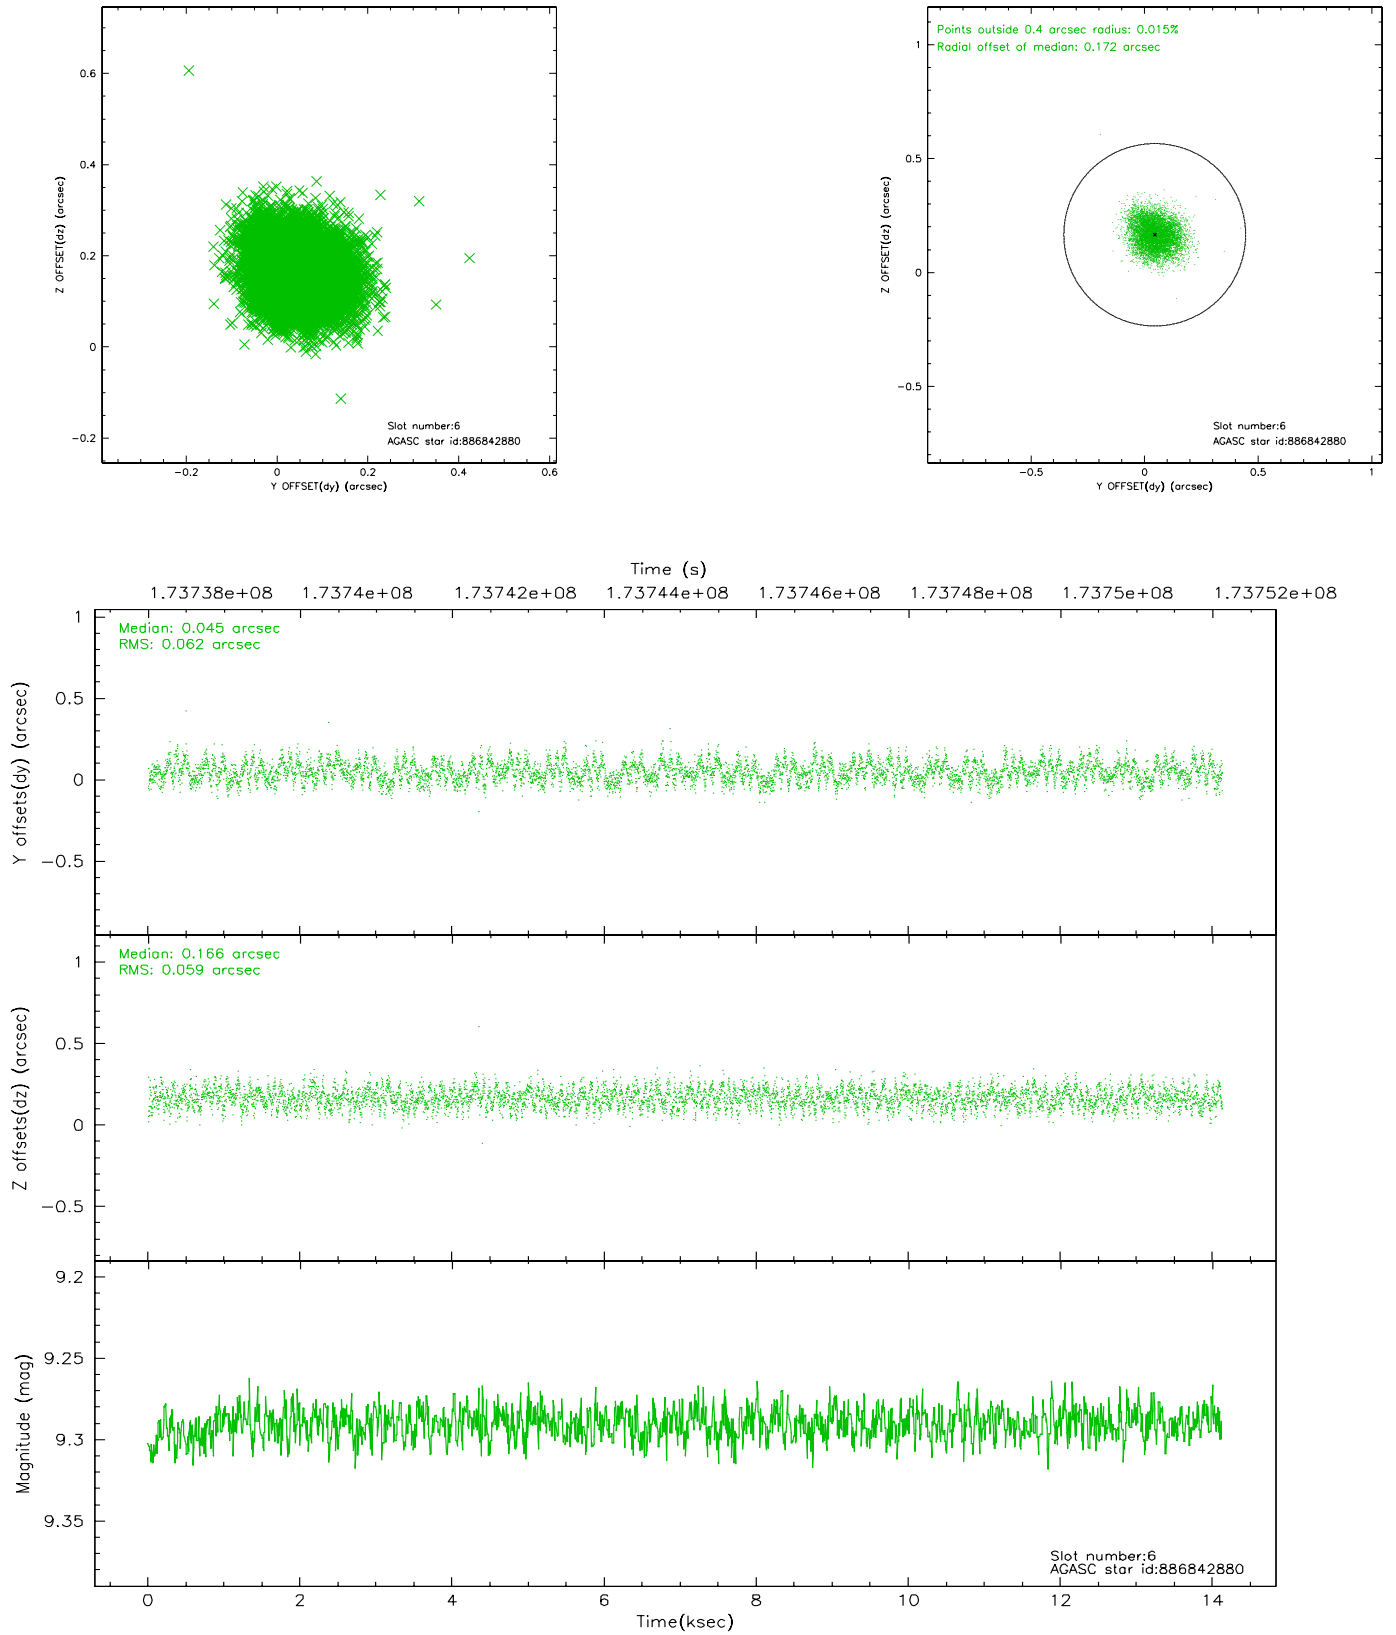 0.6
0.4
0.2
0
−0.2
−0.2
0
0.2
0.4
0.6
Z OFFSET(dz) (arcsec)
Y OFFSET(dy) (arcsec)
Slot number:6
AGASC star id:886842880
Points outside 0.4 arcsec radius: 0.015%
Radial offset of median: 0.172 arcsec
1
0.5
0
−0.5
−0.5
0
0.5
1
Z OFFSET(dz) (arcsec)
Y OFFSET(dy) (arcsec)
Slot number:6
AGASC star id:886842880
Time (s)
1.73738e+08 1.7374e+08 1.73742e+08 1.73744e+08 1.73746e+08 1.73748e+08 1.7375e+08 1.73752e+08
Median: 0.045 arcsec
RMS: 0.062 arcsec
1
0.5
0
−0.5
Y offsets(dy) (arcsec)
Median: 0.166 arcsec
RMS: 0.059 arcsec
1
0.5
0
−0.5
Z offsets(dz) (arcsec)
9.2
9.25
9.3
9.35
Magnitude (mag)
Slot number:6
AGASC star id:886842880
0 2 4 6 8 10 12 14
Time(ksec)